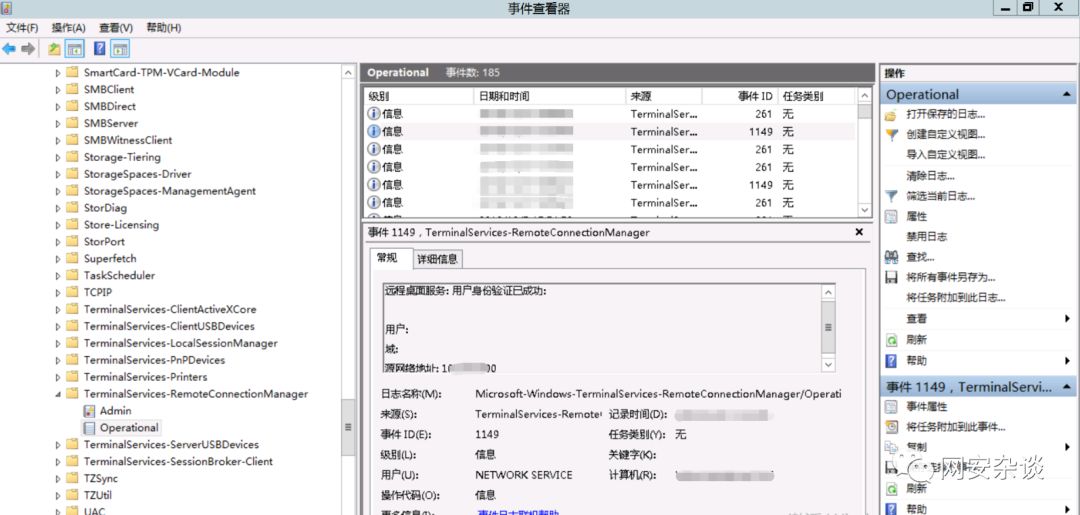 事件查看器
文件(F) 操作(A) 查看(V) 帮助(H)
SmartCard-TPM-VCard-Module
SMBClient
SMBDirect
SMBServer
SMBWitnessClient
Storage-Tiering
StorageSpaces-Driver
StorageSpaces-ManagementAgent
StorDiag
Store-Licensing
StorPort
Superfetch
TaskScheduler
TCPIP
TerminalServices-ClientActiveXCore
TerminalServices-ClientUSBDevices
TerminalServices-LocalSessionManager
TerminalServices-PnPDevices
TerminalServices-Printers
TerminalServices-RemoteConnectionManager
Admin
Operational
TerminalServices-ServerUSBDevices
TerminalServices-SessionBroker-Client
TZSync
TZUtil
UAC
Operational 事件数: 185
级别 日期和时间 来源 事件 ID 任务类别
信息 TerminalSer... 261 无
信息 TerminalSer... 1149 无
信息 TerminalSer... 261 无
信息 TerminalSer... 261 无
信息 TerminalSer... 1149 无
信息 TerminalSer... 261 无
事件 1149，TerminalServices-RemoteConnectionManager
常规 详细信息
远程桌面服务: 用户身份验证已成功:
用户:
域:
源网络地址:
日志名称(M): Microsoft-Windows-TerminalServices-RemoteConnectionManager/Operati
来源(S): TerminalServices-Remote 记录时间(D):
事件 ID(E): 1149 任务类别(Y): 无
级别(L): 信息 关键字(K):
用户(U): NETWORK SERVICE 计算机(R):
操作代码(O): 信息
更多信息(I): 事件日志联机帮助
操作
Operational
打开保存的日志...
创建自定义视图...
导入自定义视图...
清除日志...
筛选当前日志...
属性
禁用日志
查找...
将所有事件另存为...
将任务附加到此日志...
查看
刷新
帮助
事件 1149，TerminalServi...
事件属性
将任务附加到此事件...
复制
刷新
帮助
网安杂谈